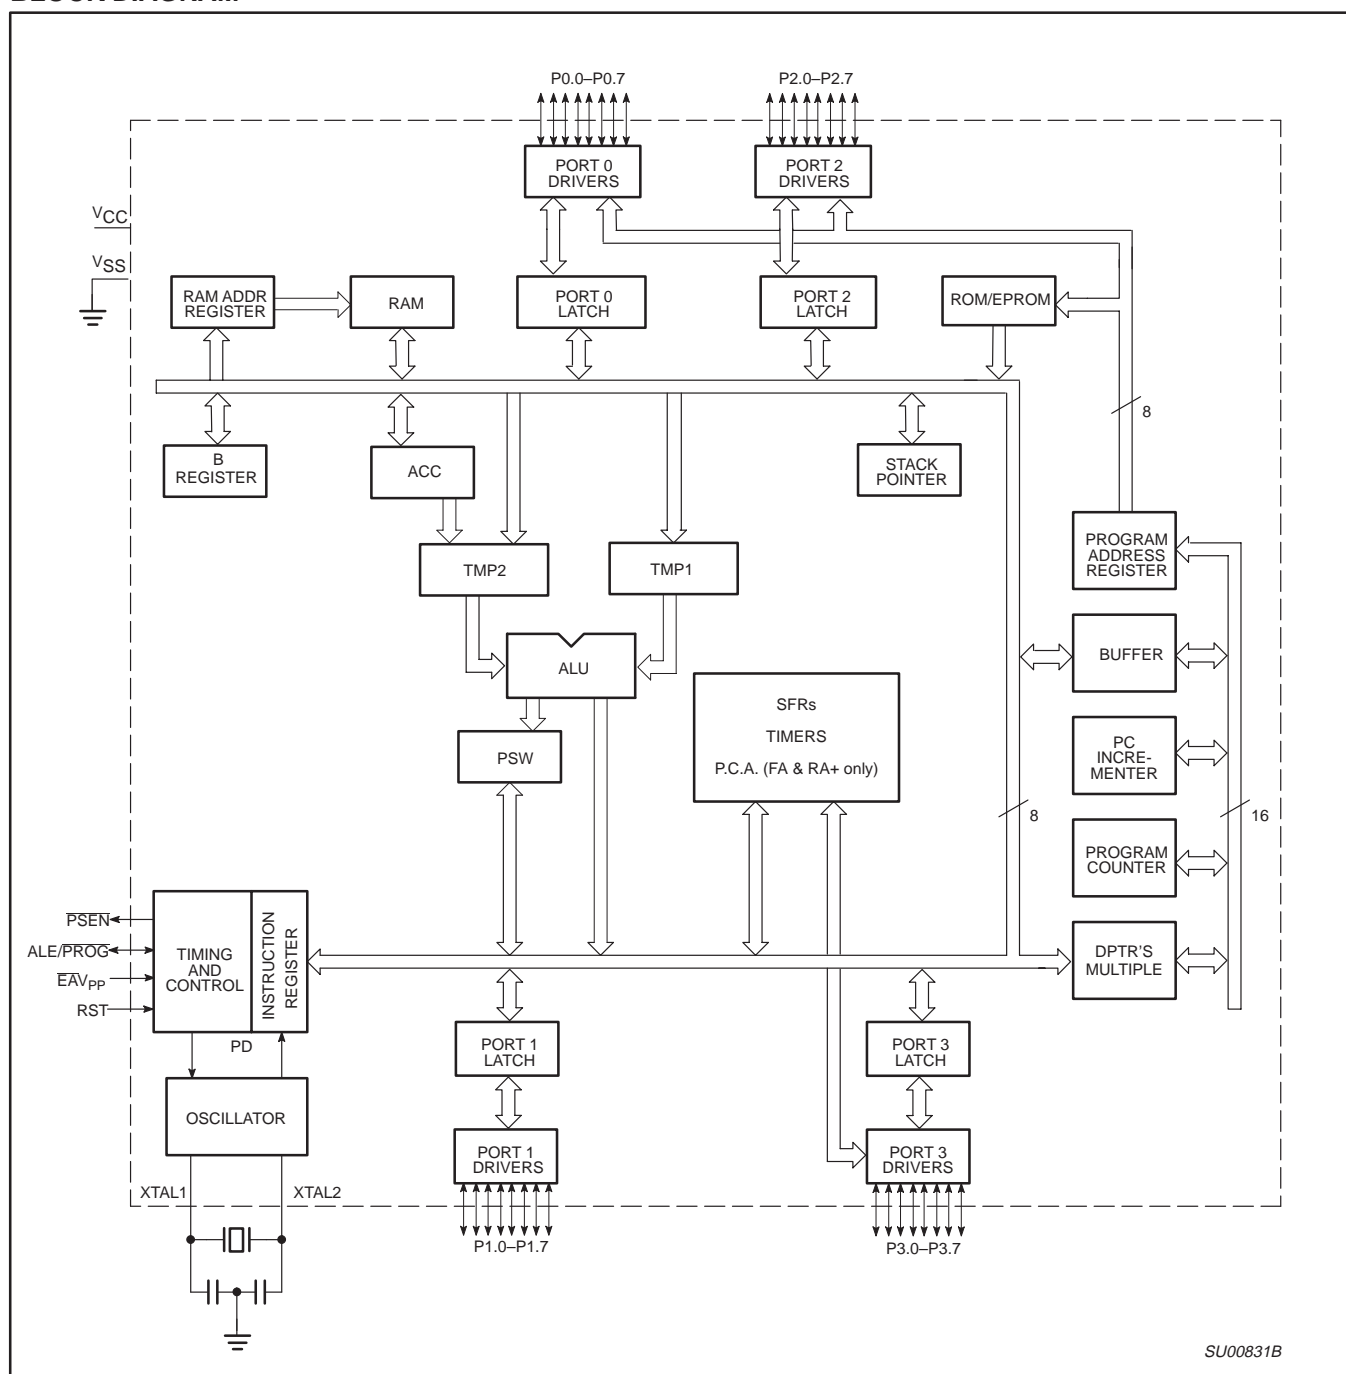 P0.0–P0.7
P2.0–P2.7
PORT 0
DRIVERS
PORT 2
DRIVERS
VCC
VSS
RAM ADDR
REGISTER
RAM
PORT 0
LATCH
PORT 2
LATCH
ROM/EPROM
8
B
REGISTER
ACC
STACK
POINTER
PROGRAM
ADDRESS
REGISTER
TMP2
TMP1
ALU
BUFFER
SFRs
TIMERS
P.C.A. (FA & RA+ only)
PSW
PC
INCRE-
MENTER
8
16
PROGRAM
COUNTER
PSEN
ALE/PROG
EAVPP
RST
TIMING
AND
CONTROL
INSTRUCTION
REGISTER
DPTR'S
MULTIPLE
PD
PORT 1
LATCH
PORT 3
LATCH
OSCILLATOR
PORT 1
DRIVERS
PORT 3
DRIVERS
XTAL1
XTAL2
P1.0–P1.7
P3.0–P3.7
SU00831B